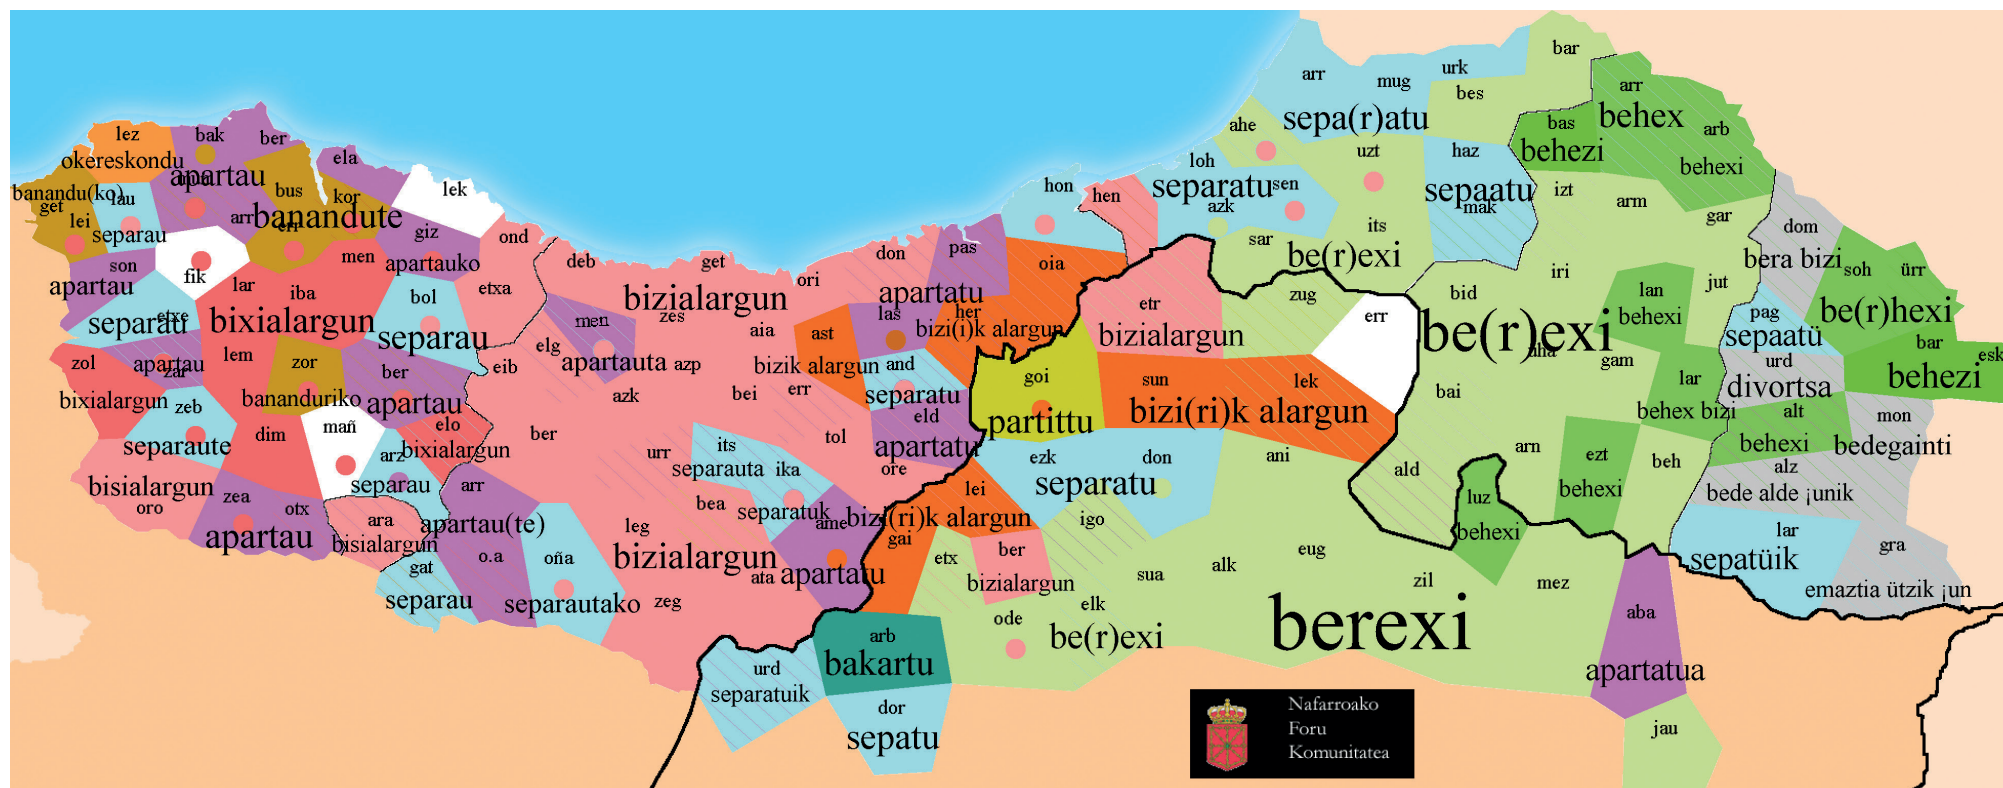 bar
arr
mug
urk
bes
arr
sepa(r)atu
behex
bas
arb
behezi
behexi
ahe
uzt
haz
loh
separatu
sen
sepaatu
azk
mak
izt
arm
gar
its
sar
be(r)exi
dom
bera bizi
soh
ürr
iri
jut
lan
behexi
be(r)hexi
pag
sepaatü
bar
esk
behezi
urd
divortsa
lez
bak
ber
okereskondu
apartau
ela
lek
banandu(ko)
get
lau
lei
separau
bus
kor
arr
banandute
err
giz
apartauko
ond
fik
men
son
apartau
lar
iba
bol
etxa
etxe
separau
bixialargun
separau
zol
apartau
zar
lem
zor
ber
eib
bixialargun
zeb
bananduriko
apartau
separaute
dim
mañ
elo
bixialargun
arz
separau
bisialargun
oro
zea
otx
apartau
ara
bisialargun
arr
apartau(te)
gat
separau
o.a
oña
separautako
deb
get
ori
don
pas
bizialargun
apartatu
men
zes
aia
ast
las
her
bizi(i)k alargun
elg
apartauta
azp
bizik alargun
and
separatu
azk
bei
err
eld
apartatu
ber
tol
ore
its
urr
separauta
ika
bea
separatuk
ame
bizi(ri)k alargun
leg
bizialargun
ata
apartatu
zeg
hon
hen
oia
etr
bizialargun
zug
err
bid
be(r)exi
uha
gam
goi
partittu
sun
lek
bizi(ri)k alargun
bai
lar
behex bizi
alt
behexi
mon
bedegainti
ezk
don
separatu
ani
ald
arn
ezt
behexi
beh
alz
bede alde ¡unik
lei
gai
igo
luz
behexi
lar
sepatüik
gra
emaztia ützik ¡un
etx
ber
bizialargun
sua
alk
eug
zil
mez
elk
ode
be(r)exi
berexi
aba
apartatua
arb
bakartu
urd
separatuik
dor
sepatu
jau
Nafarroako
Foru
Komunitatea